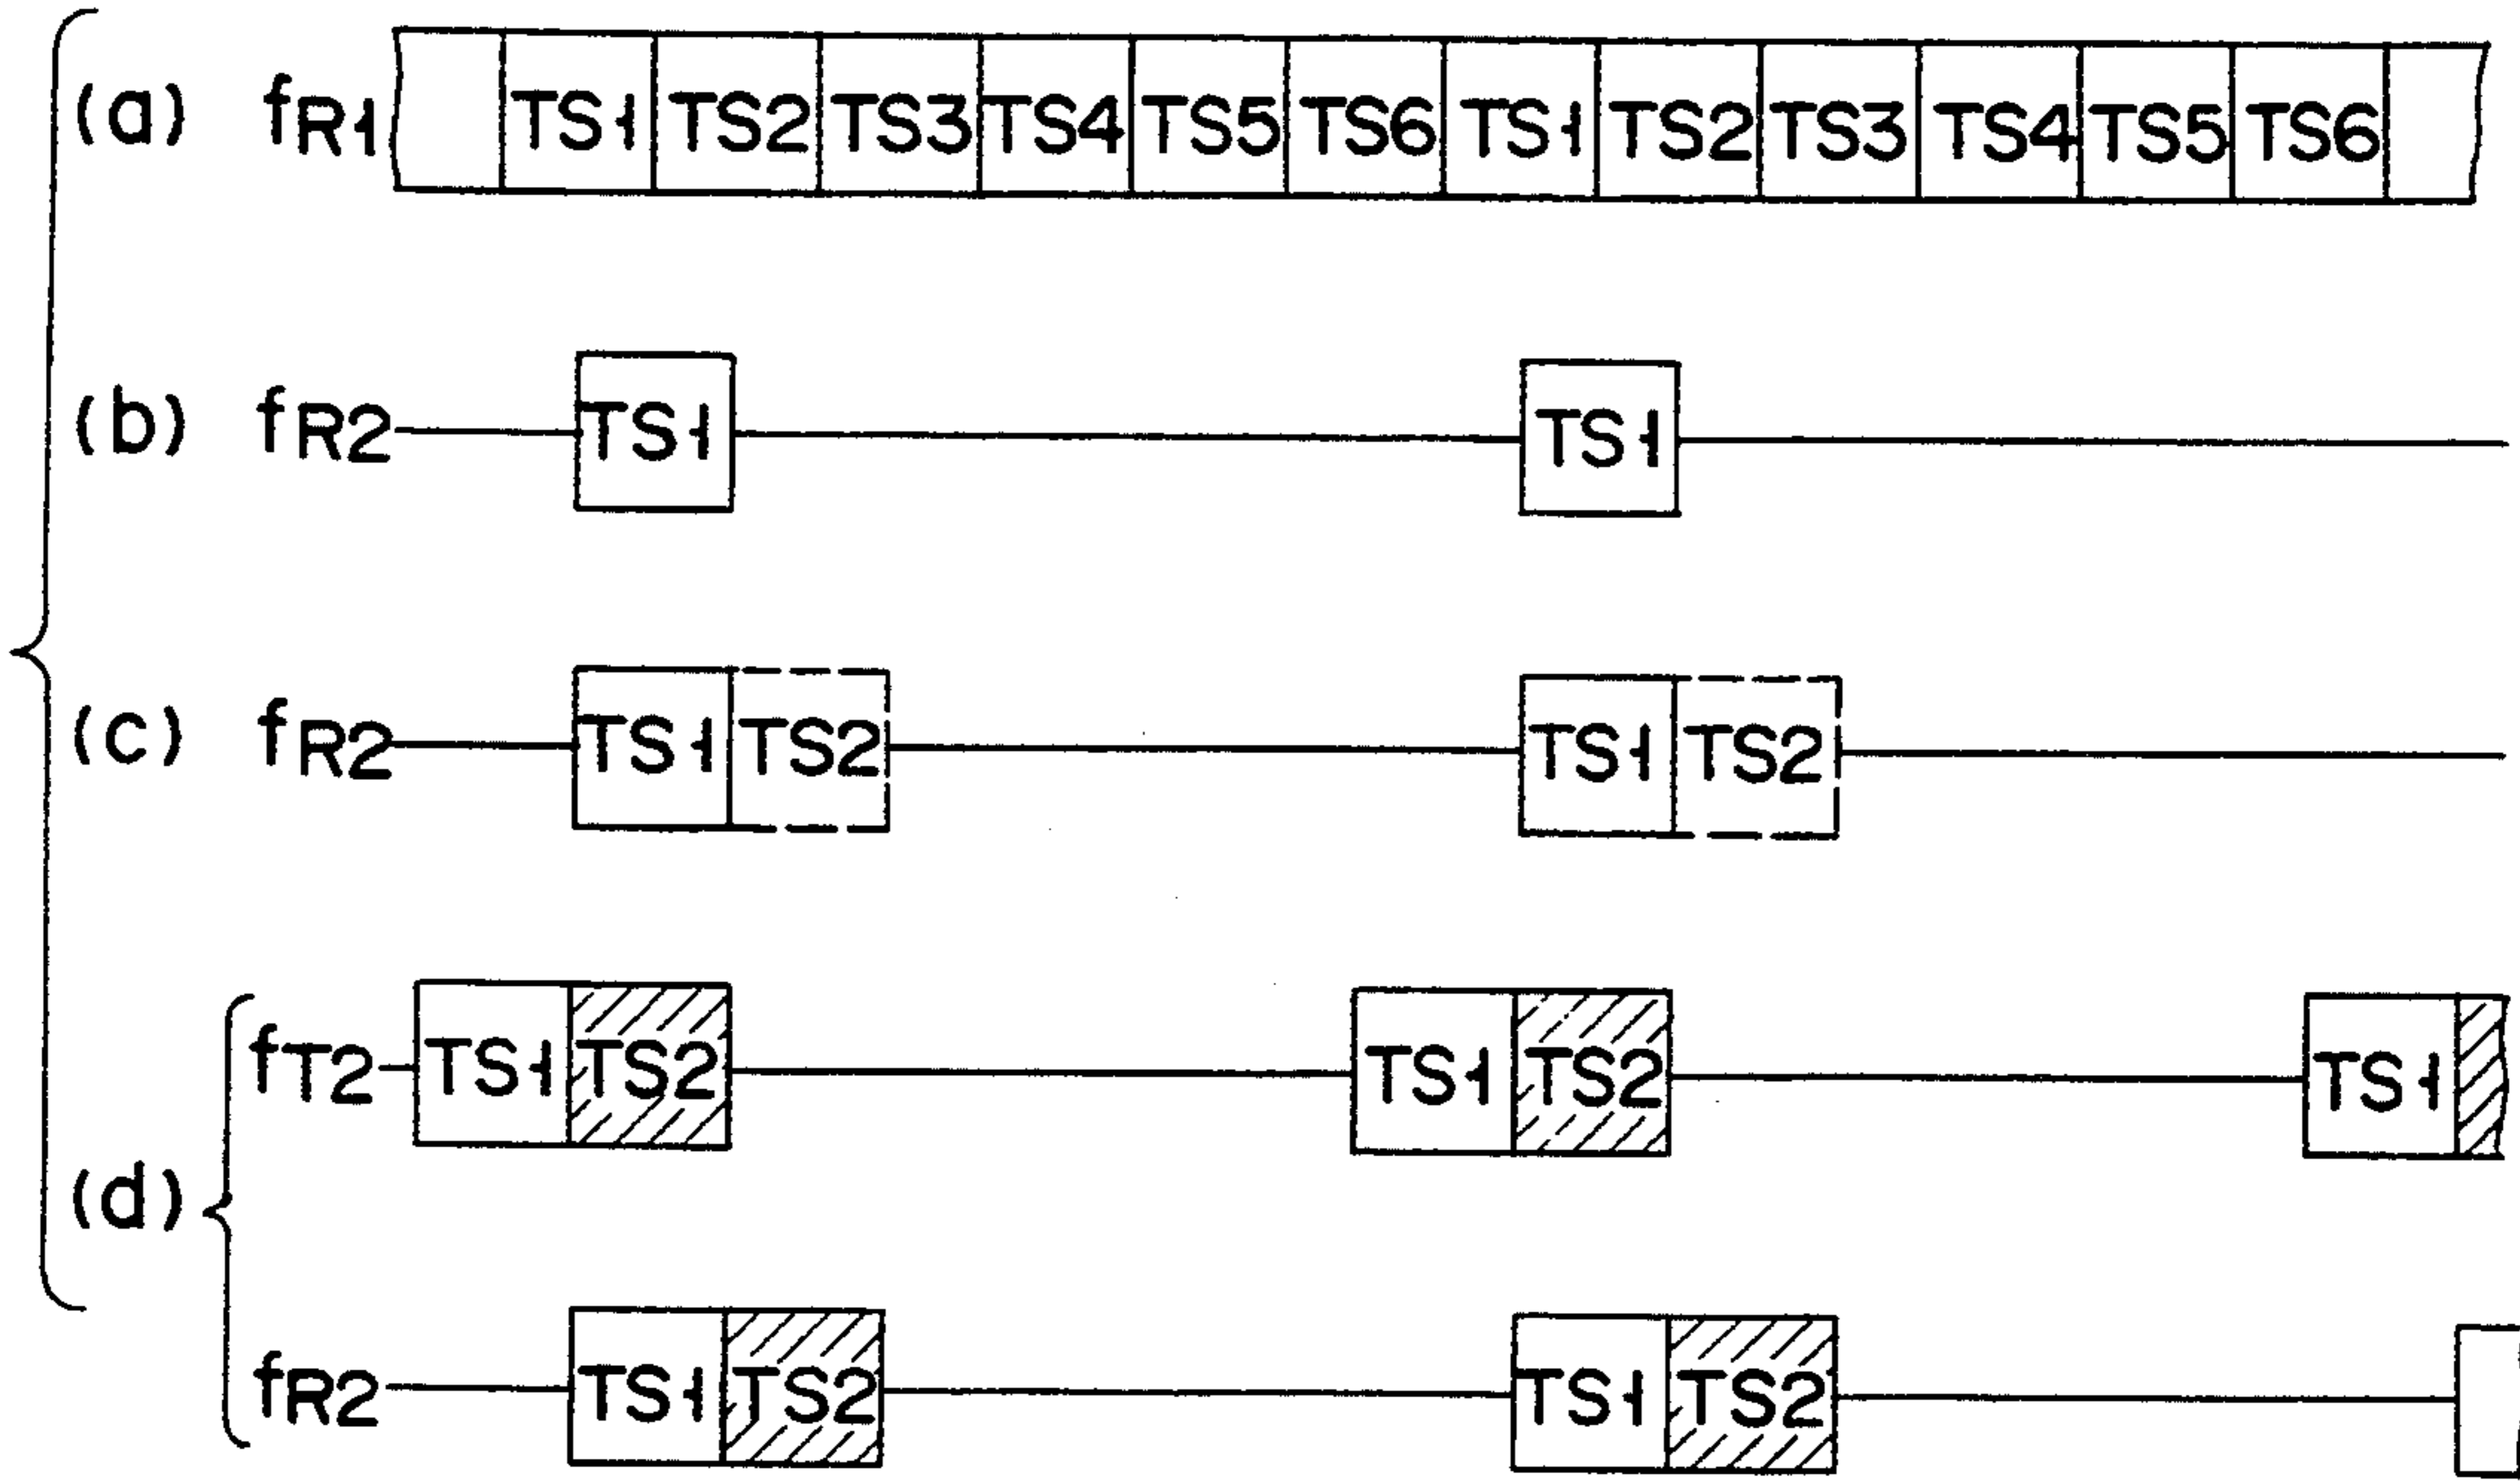 (a) fR1 TS1 TS2 TS3 TS4 TS5 TS6 TS1 TS2 TS3 TS4 TS5 TS6
(b) fR2 TS1 TS1
(c) fR2 TS1 TS2 TS1 TS2
fT2 TS1 TS2 TS1 TS2 TS1
(d)
fR2 TS1 TS2 TS1 TS2